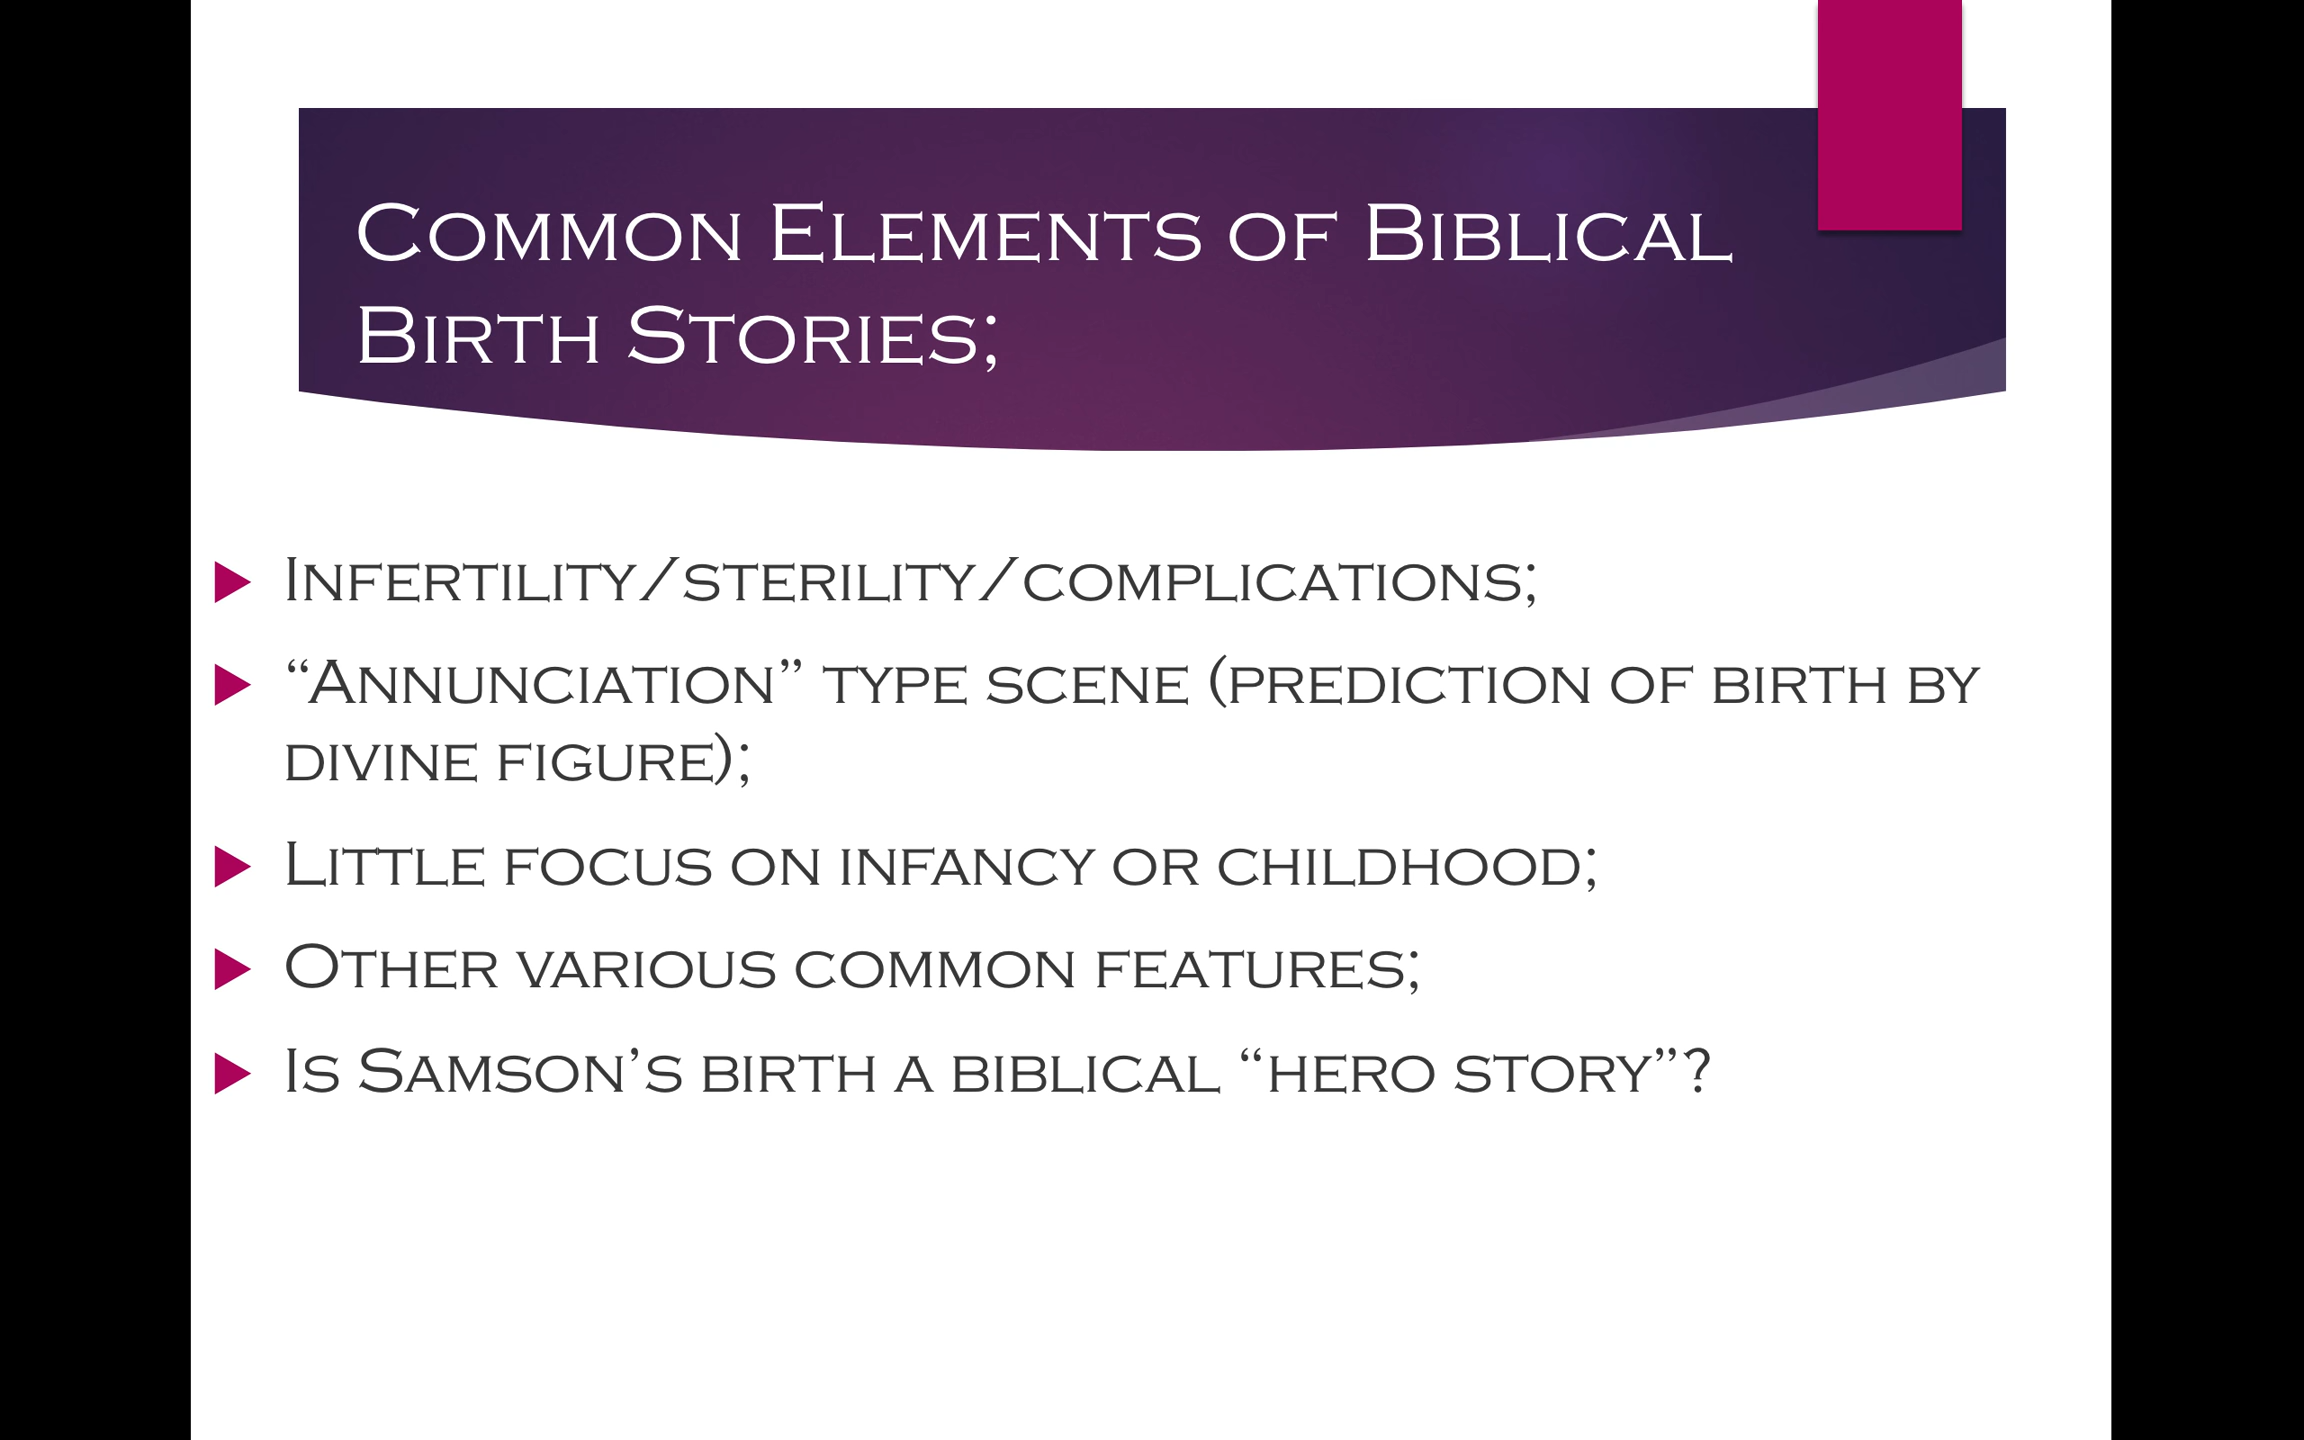 Common Elements of Biblical
Birth Stories;
Infertility/sterility/complications;
“Annunciation” type scene (prediction of birth by
divine figure);
Little focus on infancy or childhood;
Other various common features;
Is Samson’s birth a biblical “hero story”?